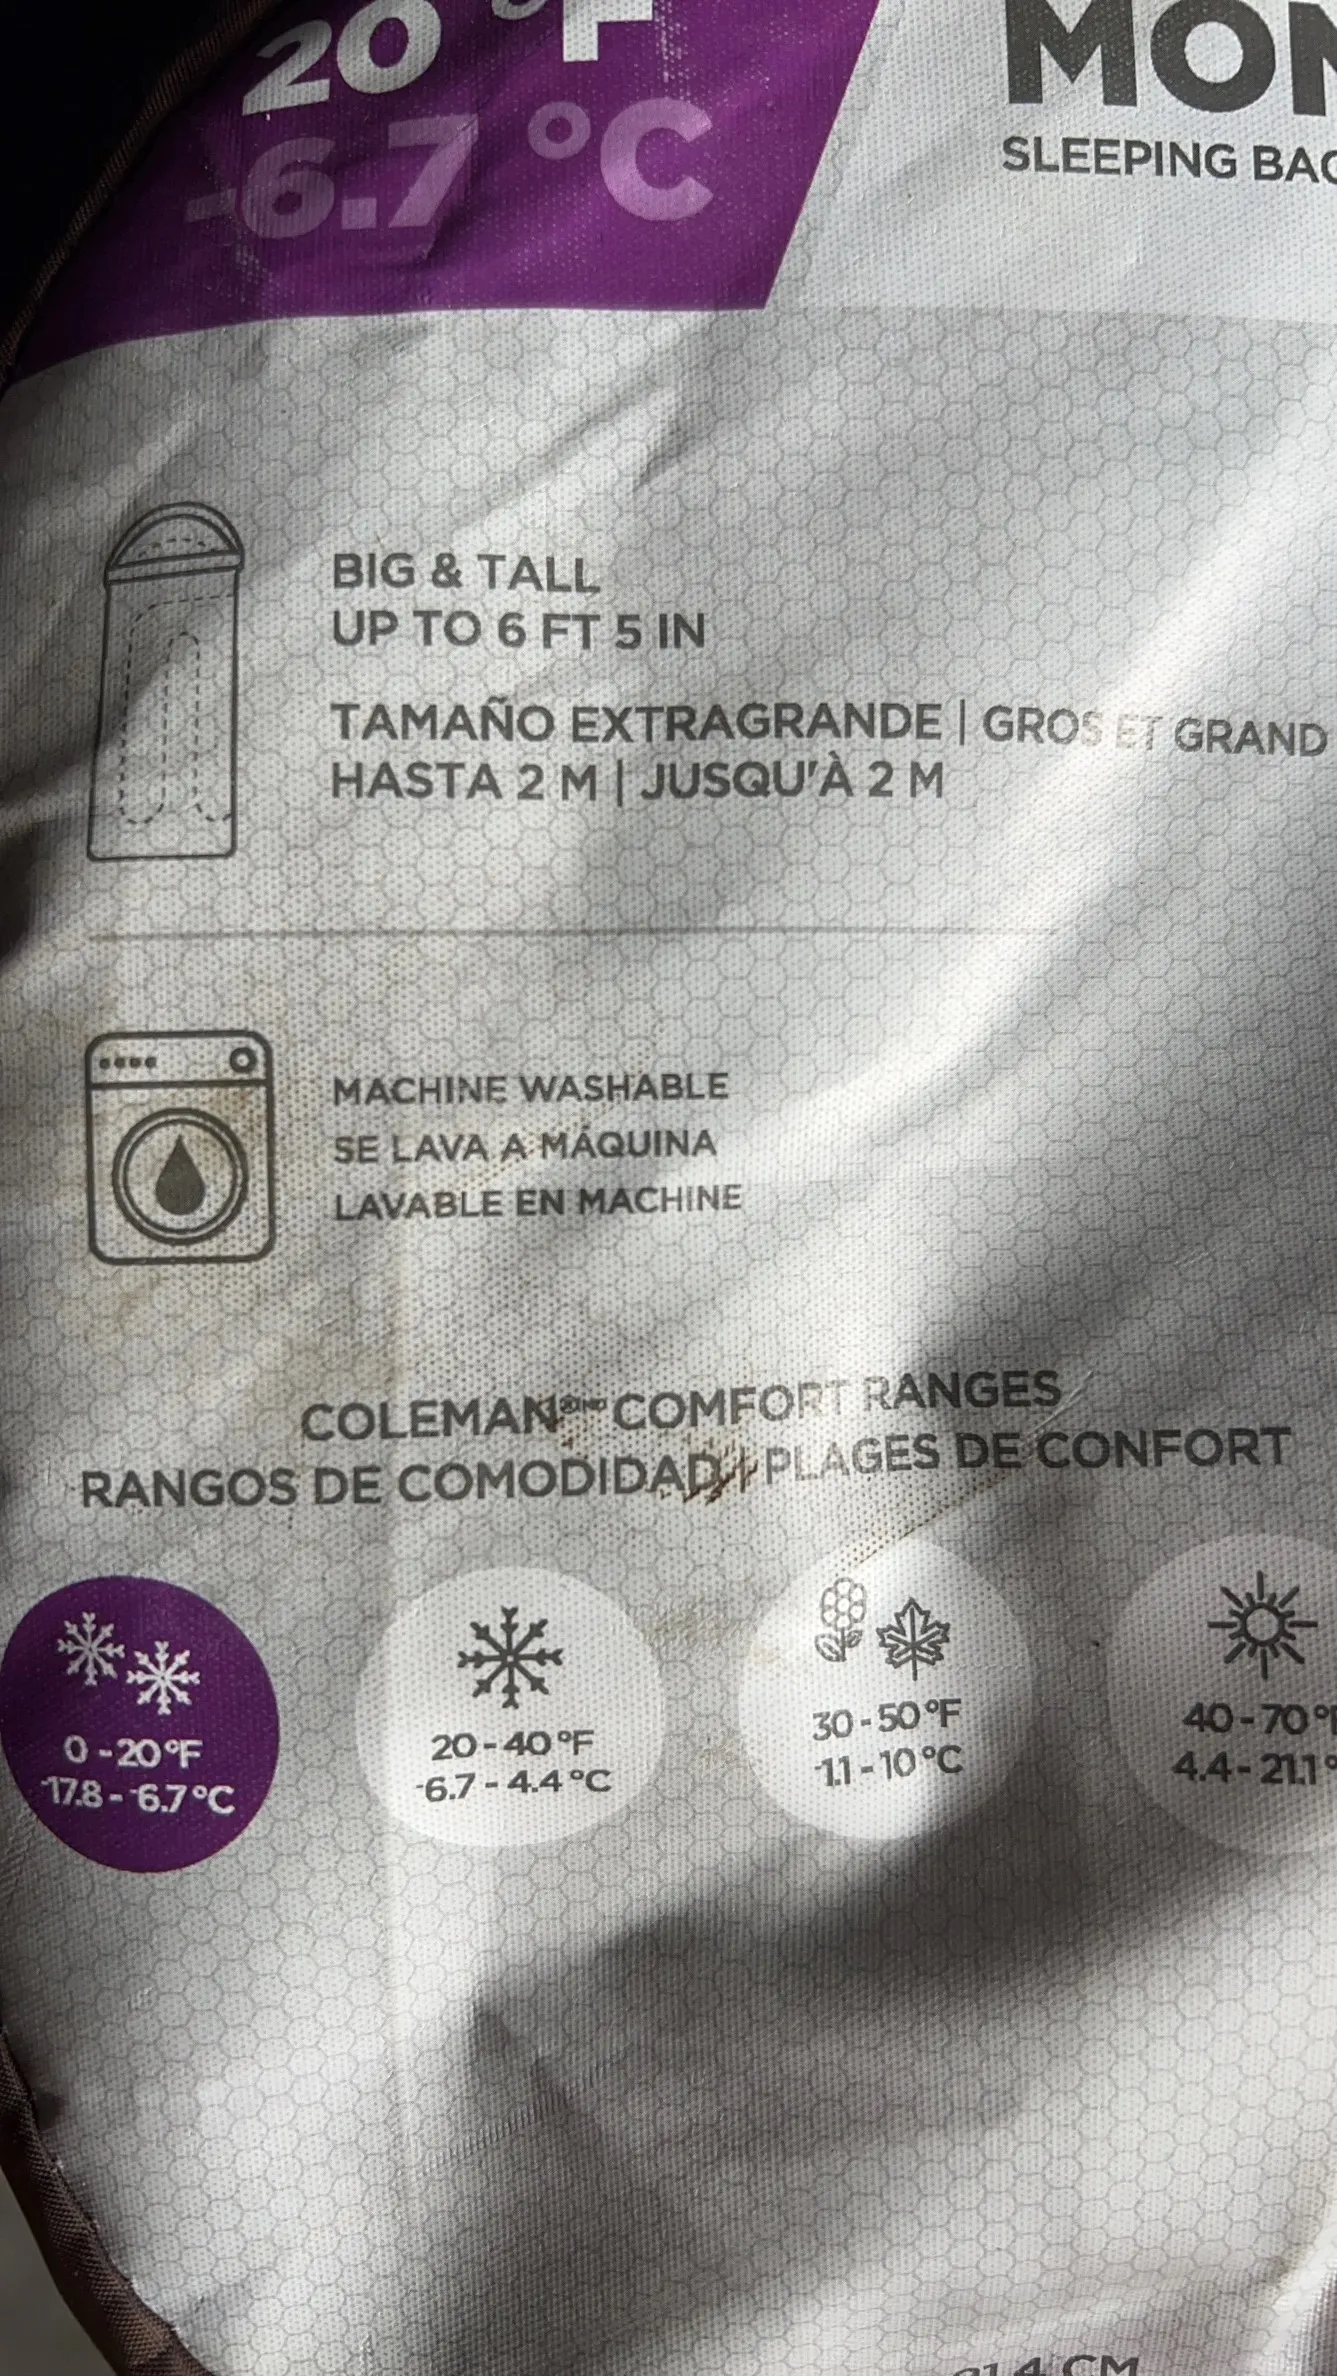 20 °F
-6.7 °C
SLEEPING
BIG & TALL
UP TO 6 FT 5 IN
TAMAÑO EXTRAGRANDE | GROS ET GRAND
HASTA 2 M | JUSQU'À 2 M
MACHINE WASHABLE
SE LAVA A MÁQUINA
LAVABLE EN MACHINE
COLEMAN COMFORT RANGES
RANGOS DE COMODIDAD | PLAGES DE CONFORT
0 - 20 °F
-17.8 - -6.7 °C
20 - 40 °F
-6.7 - 4.4 °C
30 - 50 °F
-1.1 - 10 °C
40 - 70 °F
4.4 - 21.1 °
CM